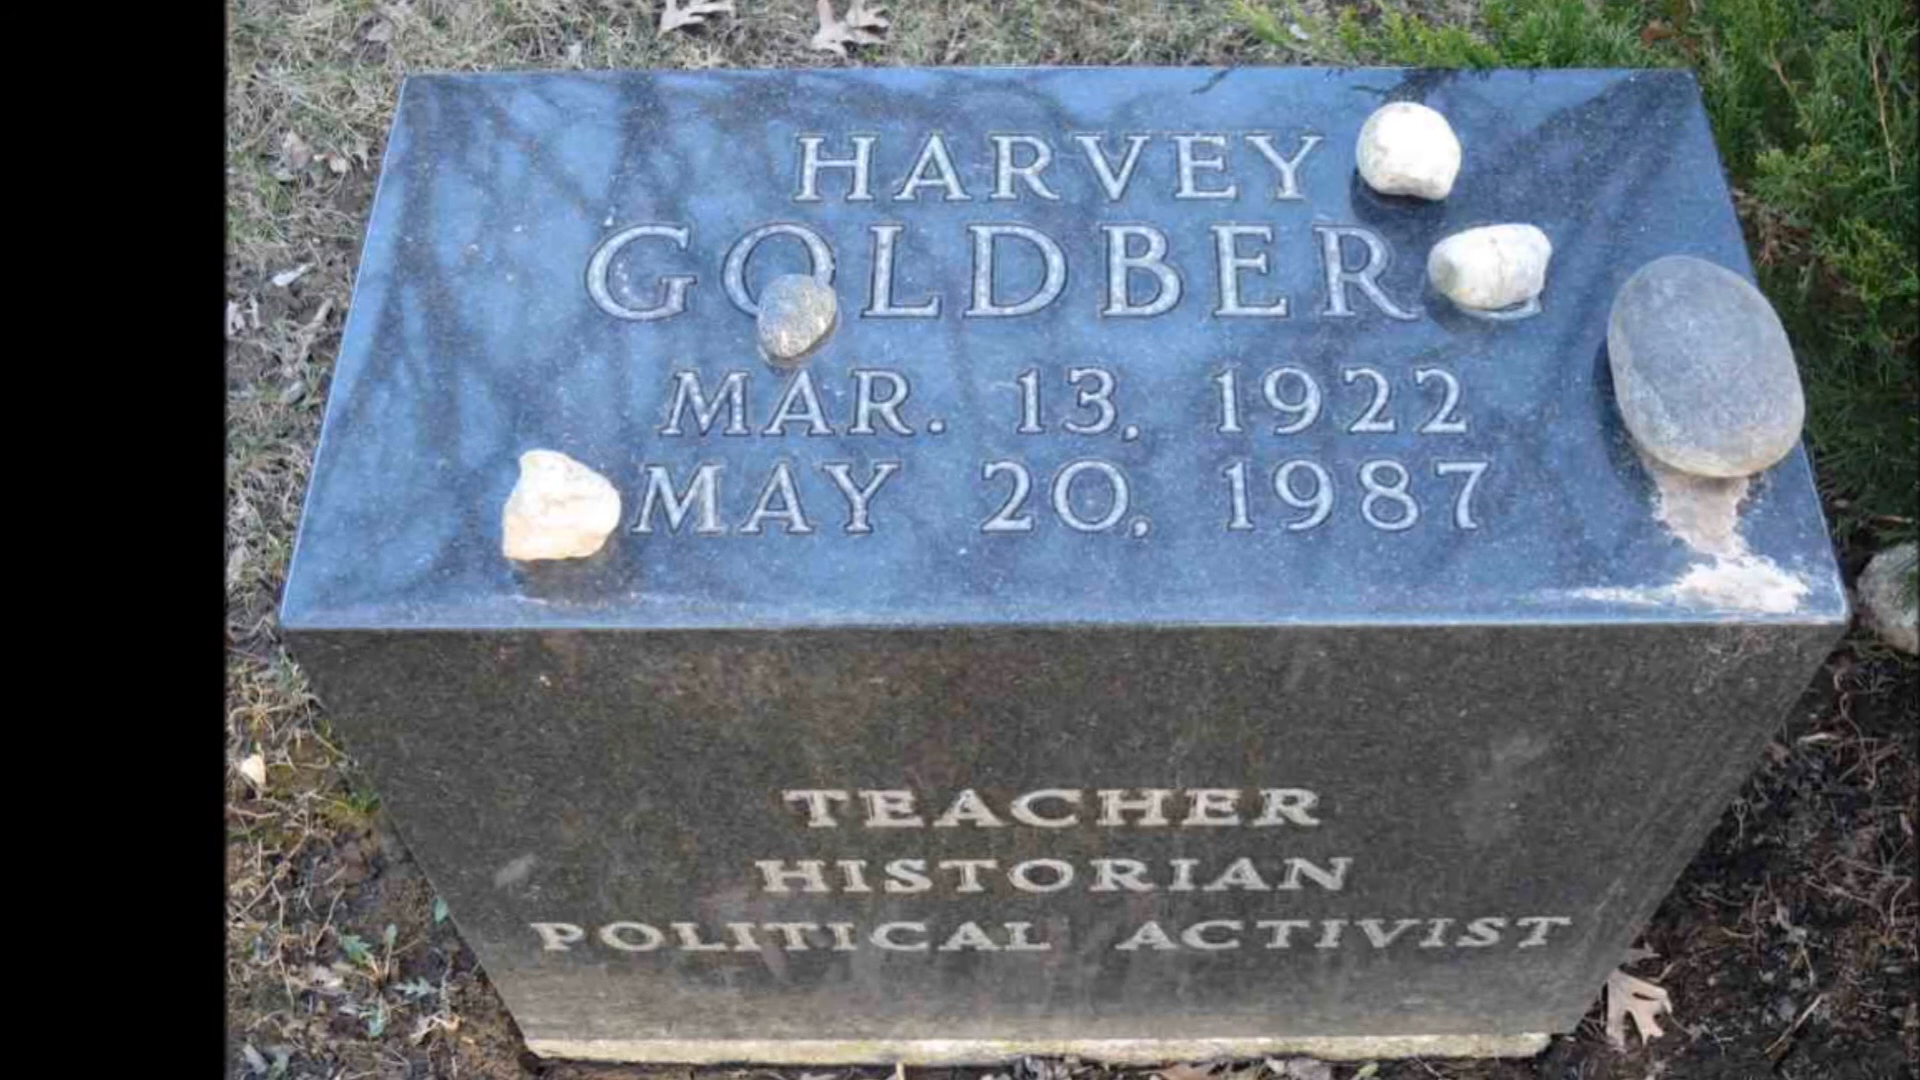 HARVEY
GOLDBERG
MAR. 13, 1922
MAY 20, 1987
TEACHER
HISTORIAN
POLITICAL ACTIVIST